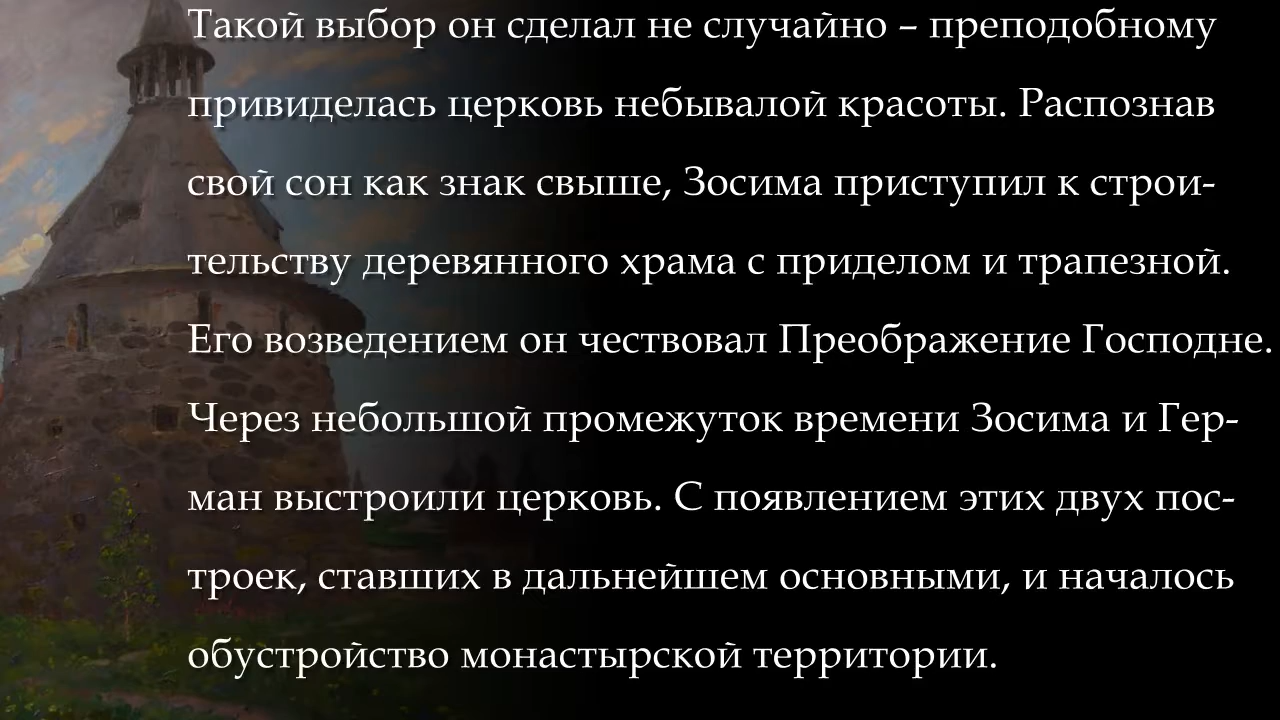 Такой выбор он сделал не случайно – преподобному
привиделась церковь небывалой красоты. Распознав
свой сон как знак свыше, Зосима приступил к строи-
тельству деревянного храма с приделом и трапезной.
Его возведением он чествовал Преображение Господне.
Через небольшой промежуток времени Зосима и Гер-
ман выстроили церковь. С появлением этих двух пос-
троек, ставших в дальнейшем основными, и началось
обустройство монастырской территории.